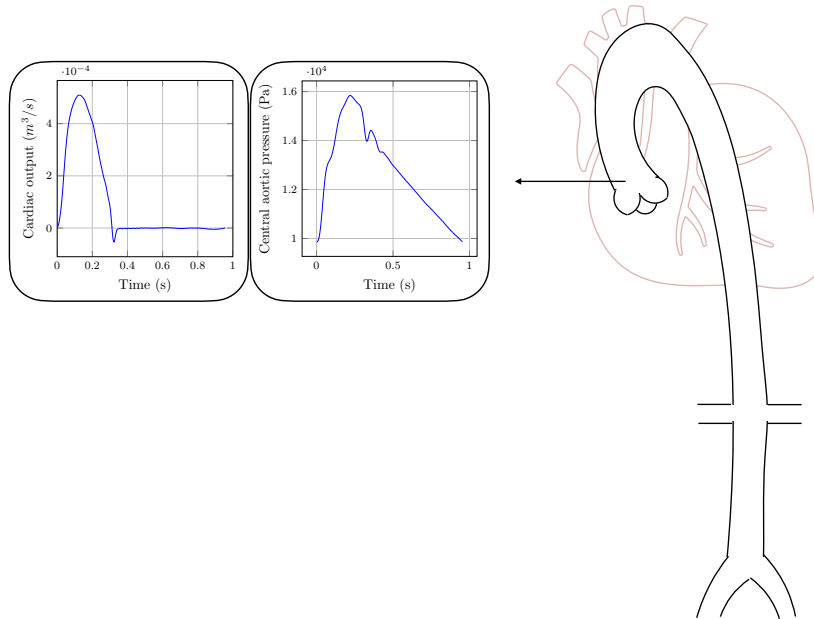 ·10⁻⁴
Cardiac output (m³/s)
4
2
0
0 0.2 0.4 0.6 0.8 1
Time (s)
·10⁴
Central aortic pressure (Pa)
1.6
1.4
1.2
1
0 0.5 1
Time (s)